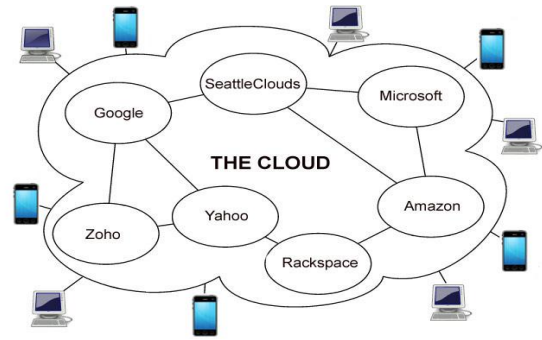 SeattleClouds
Microsoft
Google
THE CLOUD
Amazon
Yahoo
Zoho
Rackspace